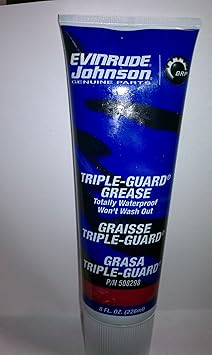 EVINRUDE®
Johnson®
GENUINE PARTS
BRP
TRIPLE-GUARD®
GREASE
Totally Waterproof
Won't Wash Out
GRAISSE
TRIPLE-GUARD®
GRASA
TRIPLE-GUARD®
P/N 508298
8 FL. OZ. (226ml)